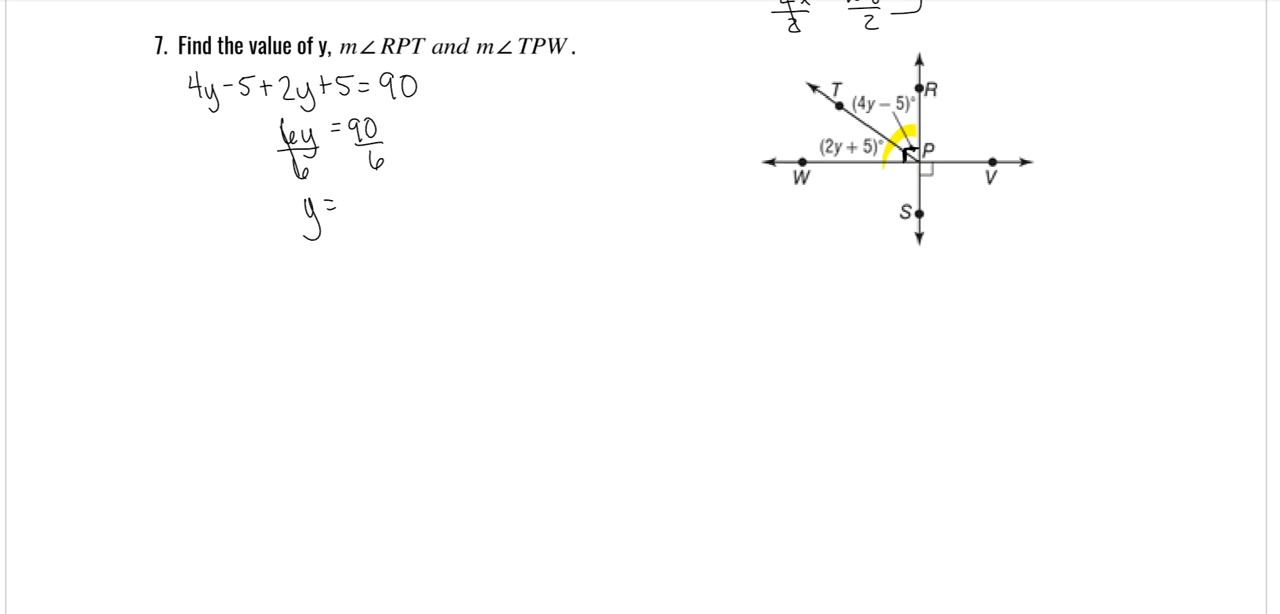 2
7. Find the value of y, m∠RPT and m∠TPW.
4y-5+2y+5=90
6y = 90
6 6
y =
T
R
(4y – 5)°
(2y + 5)°
P
W
V
S